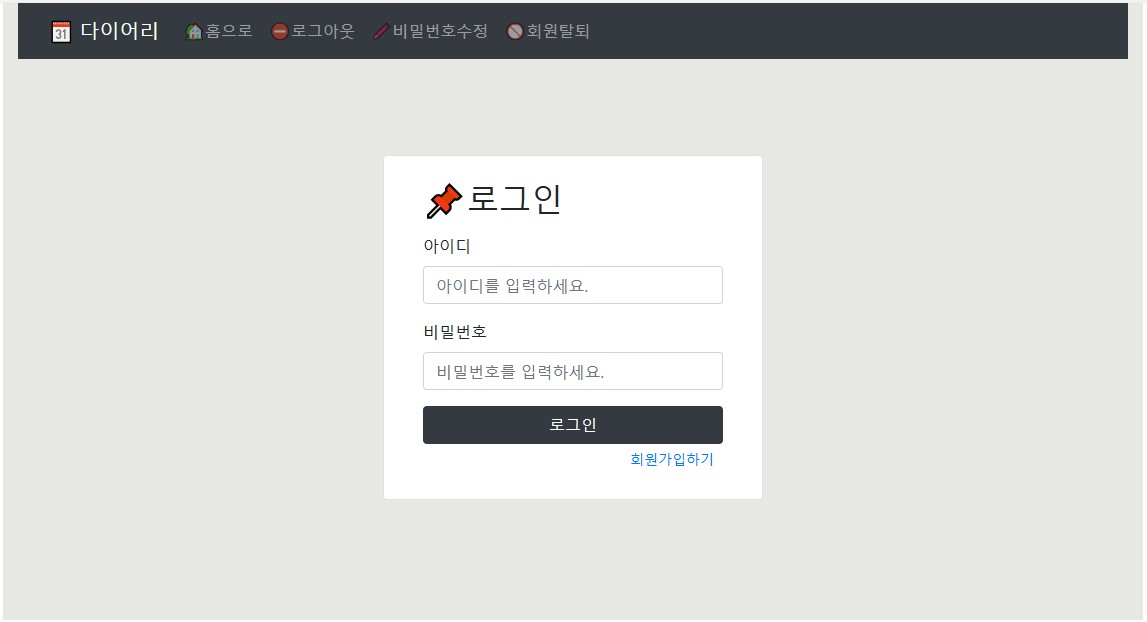 31 다이어리 홈으로 로그아웃 비밀번호수정 회원탈퇴
로그인
아이디
아이디를 입력하세요.
비밀번호
비밀번호를 입력하세요.
로그인
회원가입하기